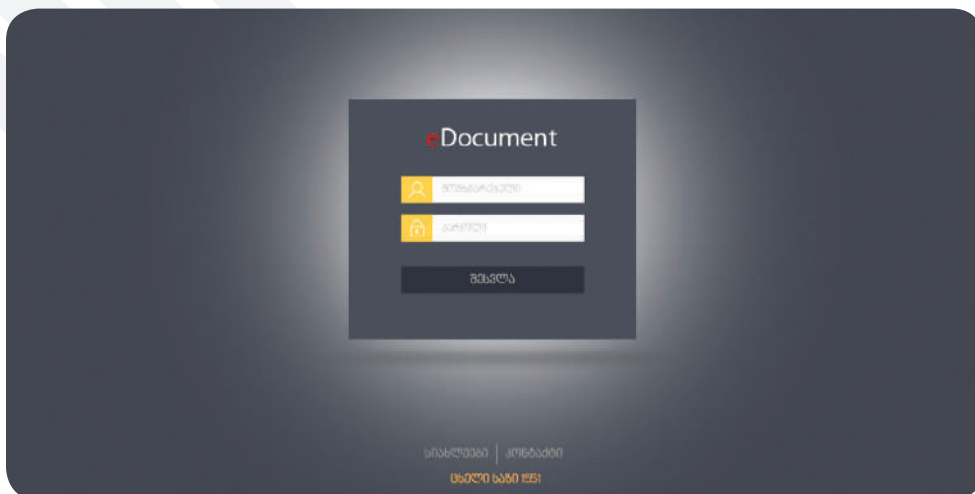 eDocument
მომხმარებელი
პაროლი
შესვლა
სიახლეები | კონტაქტი
ცხელი ხაზი 1551